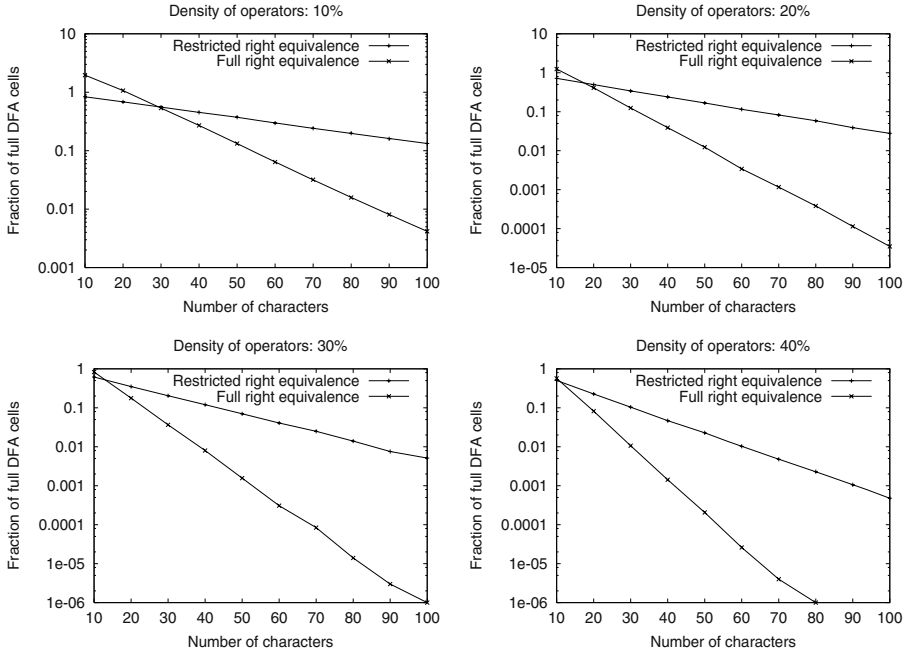 Density of operators: 10%
Fraction of full DFA cells
10
1
0.1
0.01
0.001
Restricted right equivalence
Full right equivalence
10 20 30 40 50 60 70 80 90 100
Number of characters
Density of operators: 20%
Fraction of full DFA cells
10
1
0.1
0.01
0.001
0.0001
1e-05
Restricted right equivalence
Full right equivalence
10 20 30 40 50 60 70 80 90 100
Number of characters
Density of operators: 30%
Fraction of full DFA cells
1
0.1
0.01
0.001
0.0001
1e-05
1e-06
Restricted right equivalence
Full right equivalence
10 20 30 40 50 60 70 80 90 100
Number of characters
Density of operators: 40%
Fraction of full DFA cells
1
0.1
0.01
0.001
0.0001
1e-05
1e-06
Restricted right equivalence
Full right equivalence
10 20 30 40 50 60 70 80 90 100
Number of characters